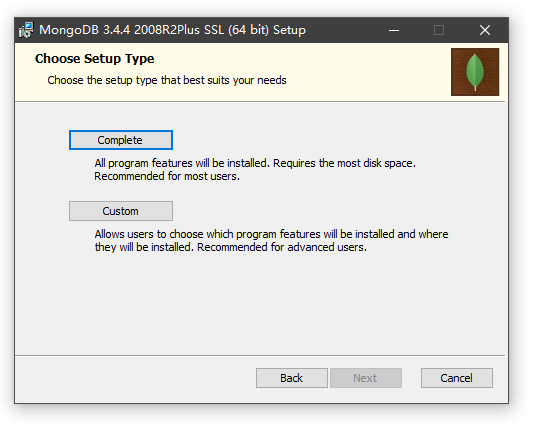 MongoDB 3.4.4 2008R2Plus SSL (64 bit) Setup
Choose Setup Type
Choose the setup type that best suits your needs
Complete
All program features will be installed. Requires the most disk space.
Recommended for most users.
Custom
Allows users to choose which program features will be installed and where
they will be installed. Recommended for advanced users.
Back
Next
Cancel